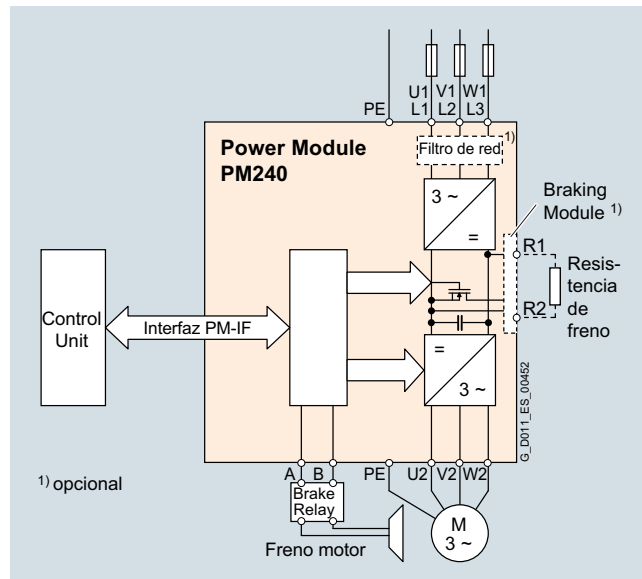 U1 V1 W1
PE L1 L2 L3
Power Module
PM240
Filtro de red 1)
3 ~
=
Braking
Module 1)
R1
Resis-
tencia
de
freno
R2
Control
Unit
Interfaz PM-IF
=
3 ~
G_D011_ES_00452
A B PE U2 V2 W2
1) opcional
Brake
Relay
Freno motor
M
3 ~